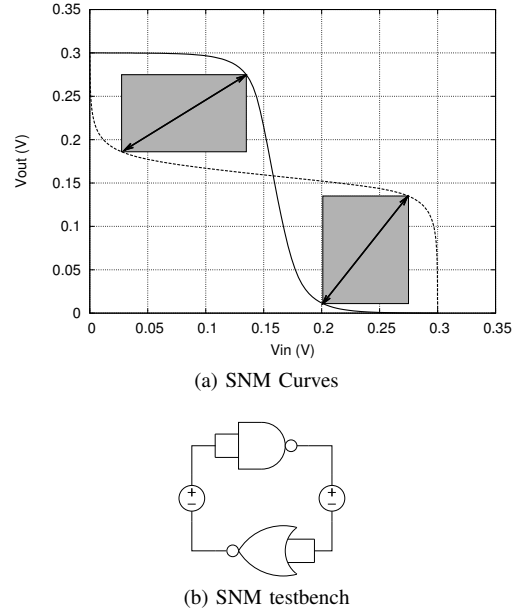 0.35
0.3
0.25
0.2
0.15
0.1
0.05
0
Vout (V)
0 0.05 0.1 0.15 0.2 0.25 0.3 0.35
Vin (V)
(a) SNM Curves
+ +
− −
(b) SNM testbench